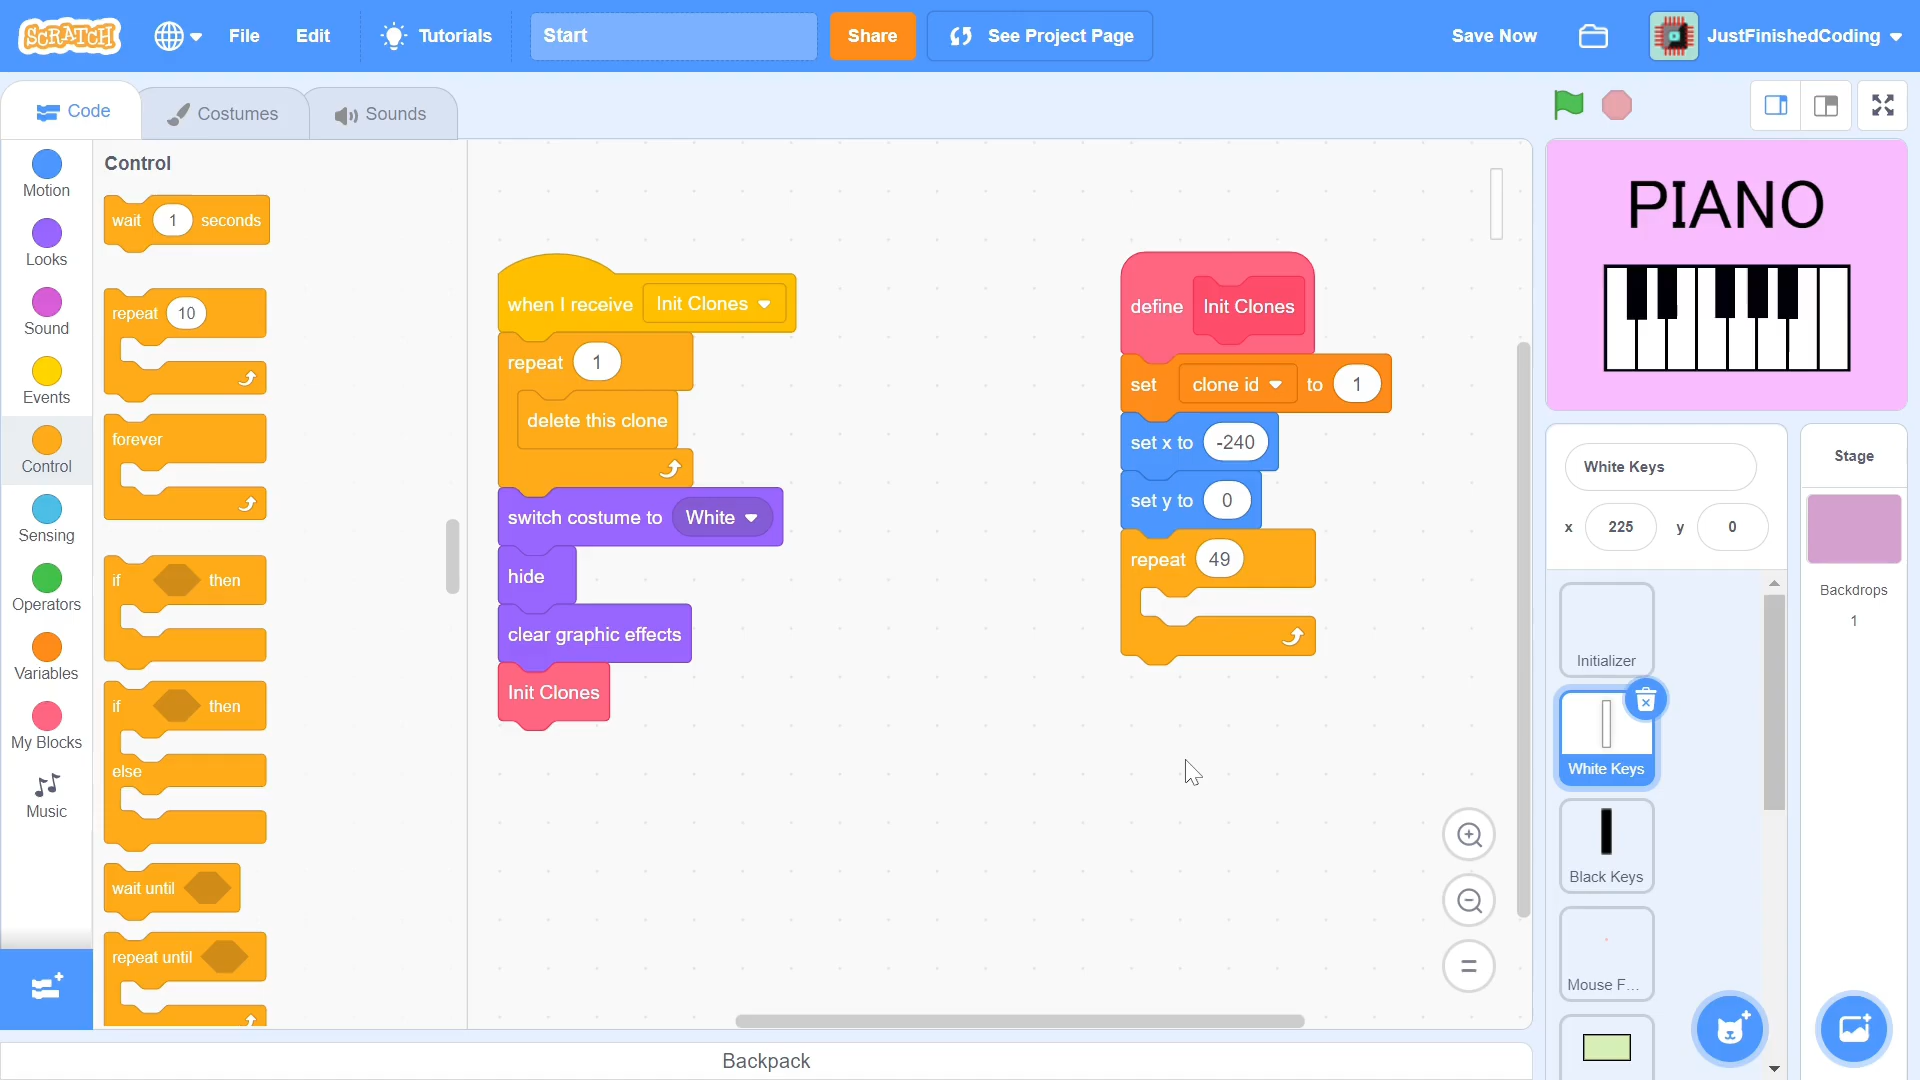 SCRATCH
File
Edit
Tutorials
Start
Share
See Project Page
Save Now
JustFinishedCoding
Code
Costumes
Sounds
Motion
Looks
Sound
Events
Control
Sensing
Operators
Variables
My Blocks
Music
Control
wait 1 seconds
repeat 10
forever
if then
if then
else
wait until
repeat until
when I receive Init Clones
repeat 1
delete this clone
switch costume to White
hide
clear graphic effects
Init Clones
define Init Clones
set clone id to 1
set x to -240
set y to 0
repeat 49
Backpack
PIANO
White Keys
x 225 y 0
Initializer
White Keys
Black Keys
Mouse F...
Stage
Backdrops
1